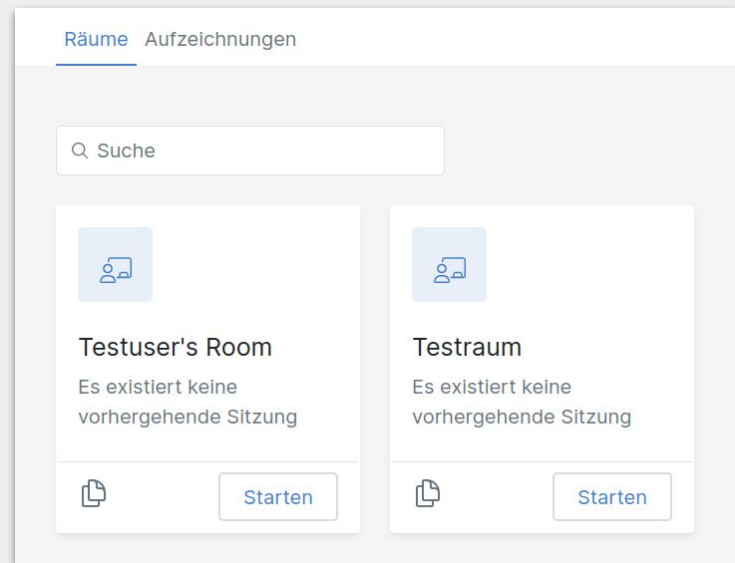 Räume Aufzeichnungen
Suche
Testuser's Room
Es existiert keine
vorhergehende Sitzung
Starten
Testraum
Es existiert keine
vorhergehende Sitzung
Starten